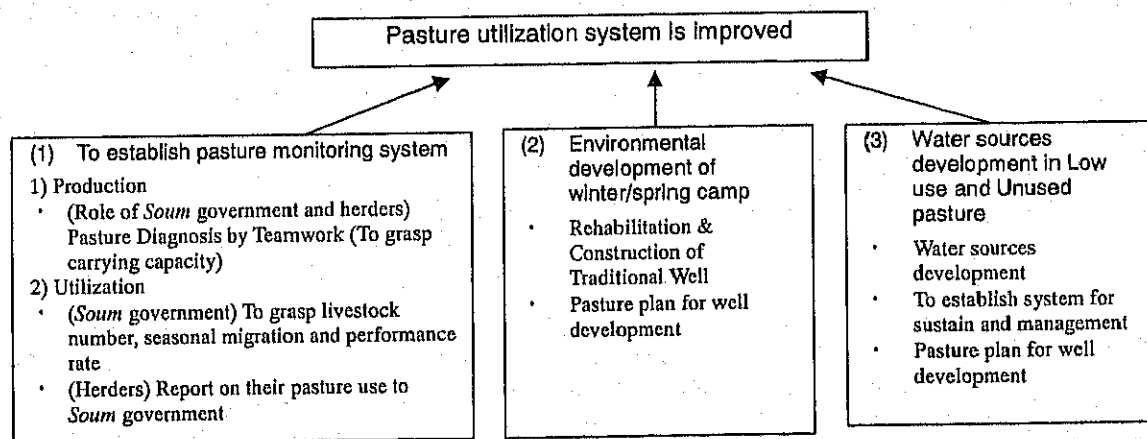 Pasture utilization system is improved
(1) To establish pasture monitoring system
1) Production
· (Role of Soum government and herders)
Pasture Diagnosis by Teamwork (To grasp
carrying capacity)
2) Utilization
· (Soum government) To grasp livestock
number, seasonal migration and performance
rate
· (Herders) Report on their pasture use to
Soum government
(2) Environmental
development of
winter/spring camp
· Rehabilitation &
Construction of
Traditional Well
· Pasture plan for well
development
(3) Water sources
development in Low
use and Unused
pasture
· Water sources
development
· To establish system for
sustain and management
· Pasture plan for well
development